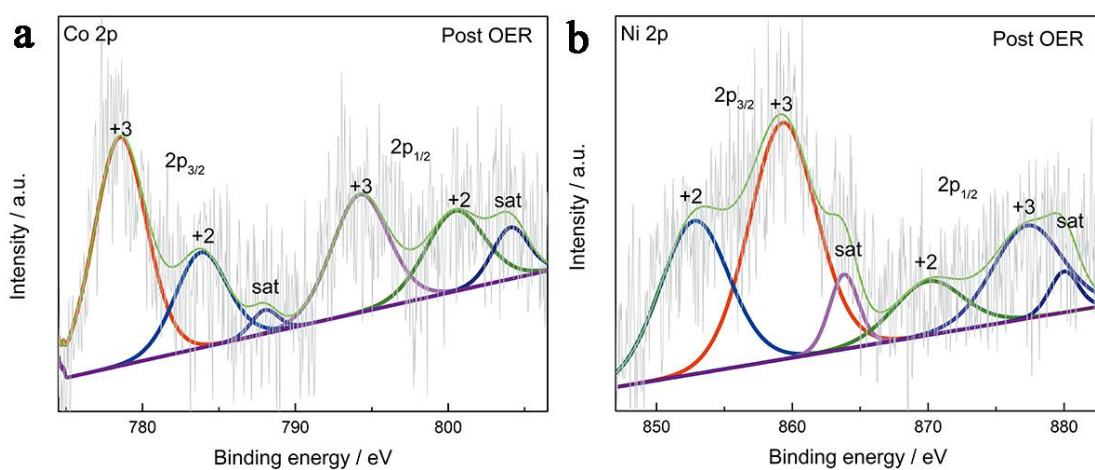 a
Co 2p
Post OER
+3
2p3/2
+2
sat
+3
2p1/2
+2
sat
Intensity / a.u.
780
790
800
Binding energy / eV
b
Ni 2p
Post OER
+2
2p3/2
+3
sat
+2
2p1/2
+3
sat
Intensity / a.u.
850
860
870
880
Binding energy / eV